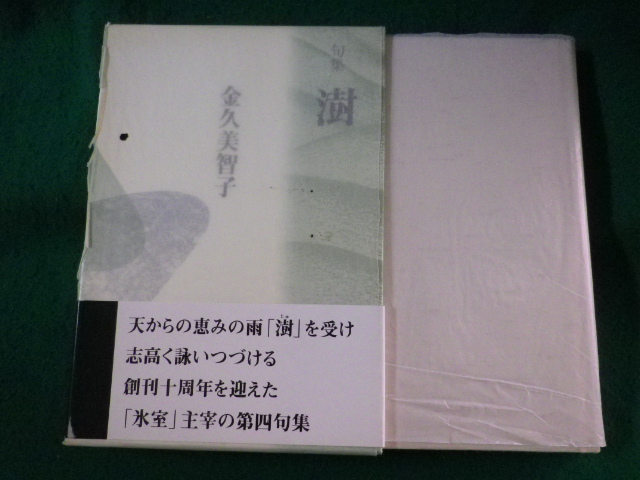 句集
澍
金久美智子
天からの恵みの雨「澍」を受け
志高く詠いつづける
創刊十周年を迎えた
「氷室」主宰の第四句集